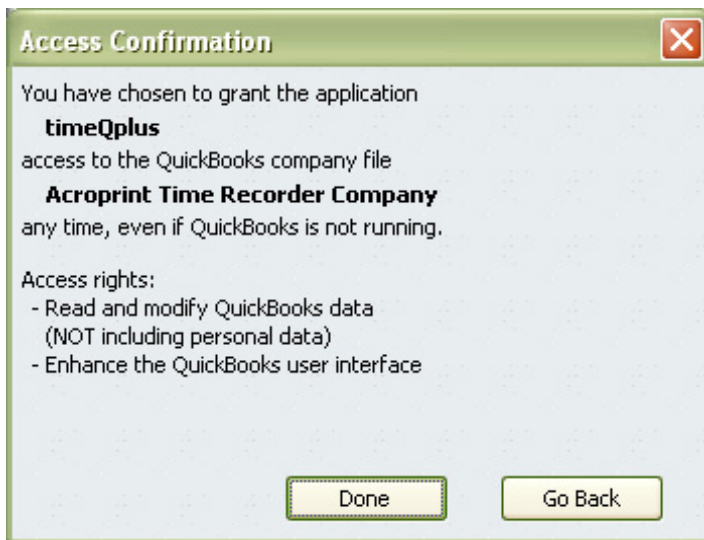 Access Confirmation
You have chosen to grant the application
timeQplus
access to the QuickBooks company file
Acroprint Time Recorder Company
any time, even if QuickBooks is not running.
Access rights:
- Read and modify QuickBooks data
(NOT including personal data)
- Enhance the QuickBooks user interface
Done
Go Back